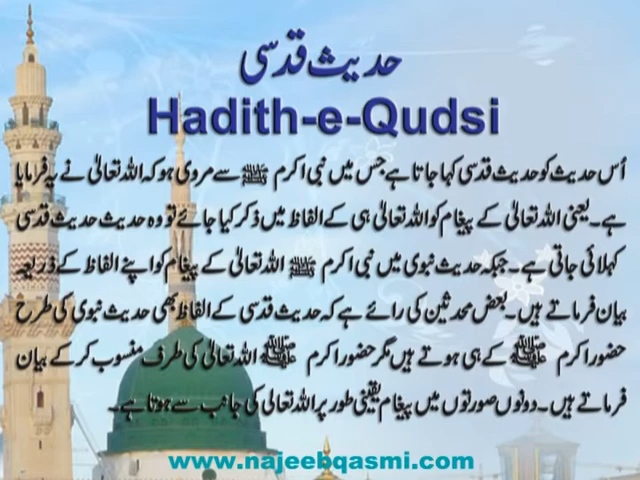 حدیث قدسی
Hadith-e-Qudsi
اُس حدیث کو حدیث قدسی کہا جاتا ہے جس میں نبی اکرم ﷺ سے مروی ہو کہ اللہ تعالیٰ نے یہ فرمایا
ہے۔ یعنی اللہ تعالیٰ کے پیغام کو اللہ تعالیٰ ہی کے الفاظ میں ذکر کیا جائے تو وہ حدیث حدیث قدسی
کہلائی جاتی ہے۔ جبکہ حدیث نبوی میں نبی اکرم ﷺ اللہ تعالیٰ کے پیغام کو اپنے الفاظ کے ذریعہ
بیان فرماتے ہیں۔ بعض محدثین کی رائے ہے کہ حدیث قدسی کے الفاظ بھی حدیث نبوی کی طرح
حضور اکرم ﷺ کے ہی ہوتے ہیں مگر حضور اکرم ﷺ اللہ تعالیٰ کی طرف منسوب کر کے بیان
فرماتے ہیں۔ دونوں صورتوں میں پیغام یقینی طور پر اللہ تعالی کی جانب سے ہوتا ہے۔
www.najeebqasmi.com